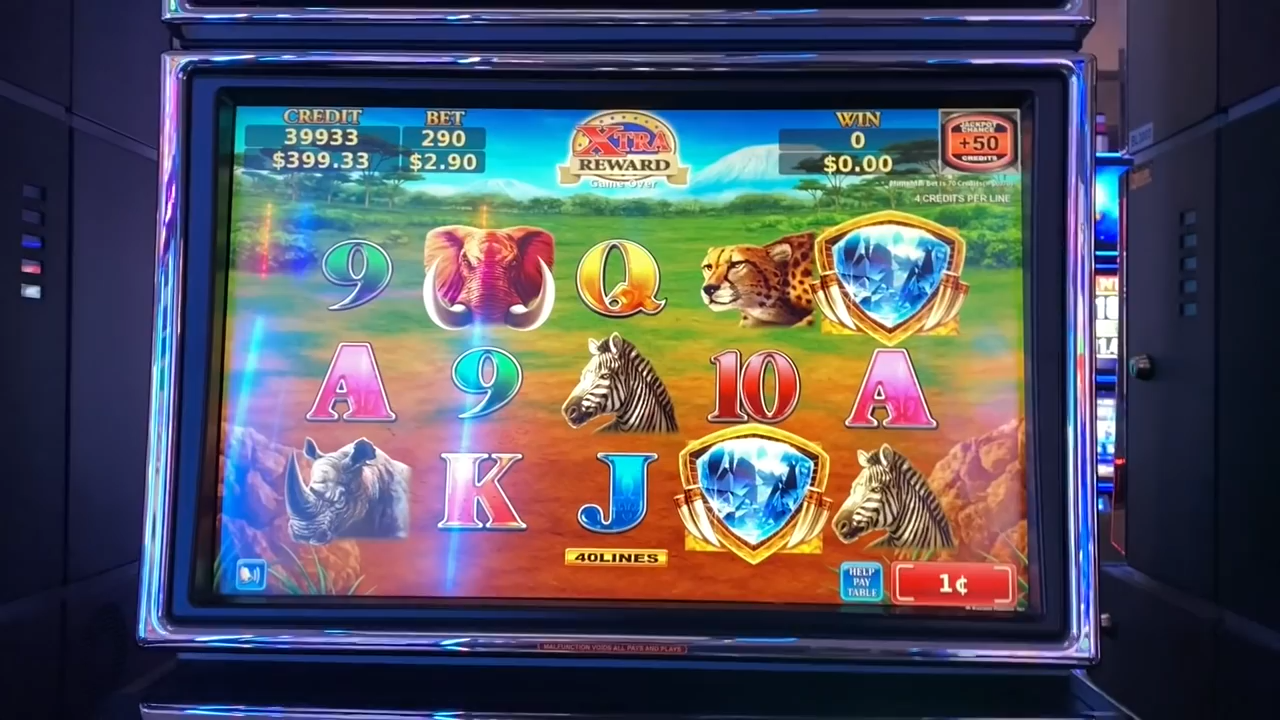 CREDIT
39933
$399.33
BET
290
$2.90
XTRA
REWARD
Game Over
WIN
0
$0.00
JACKPOT
CHANCE
+50
CREDITS
4 CREDITS PER LINE
9
Q
A
9
10
A
K
J
40LINES
HELP
PAY
TABLE
1¢
MALFUNCTION VOIDS ALL PAYS AND PLAYS